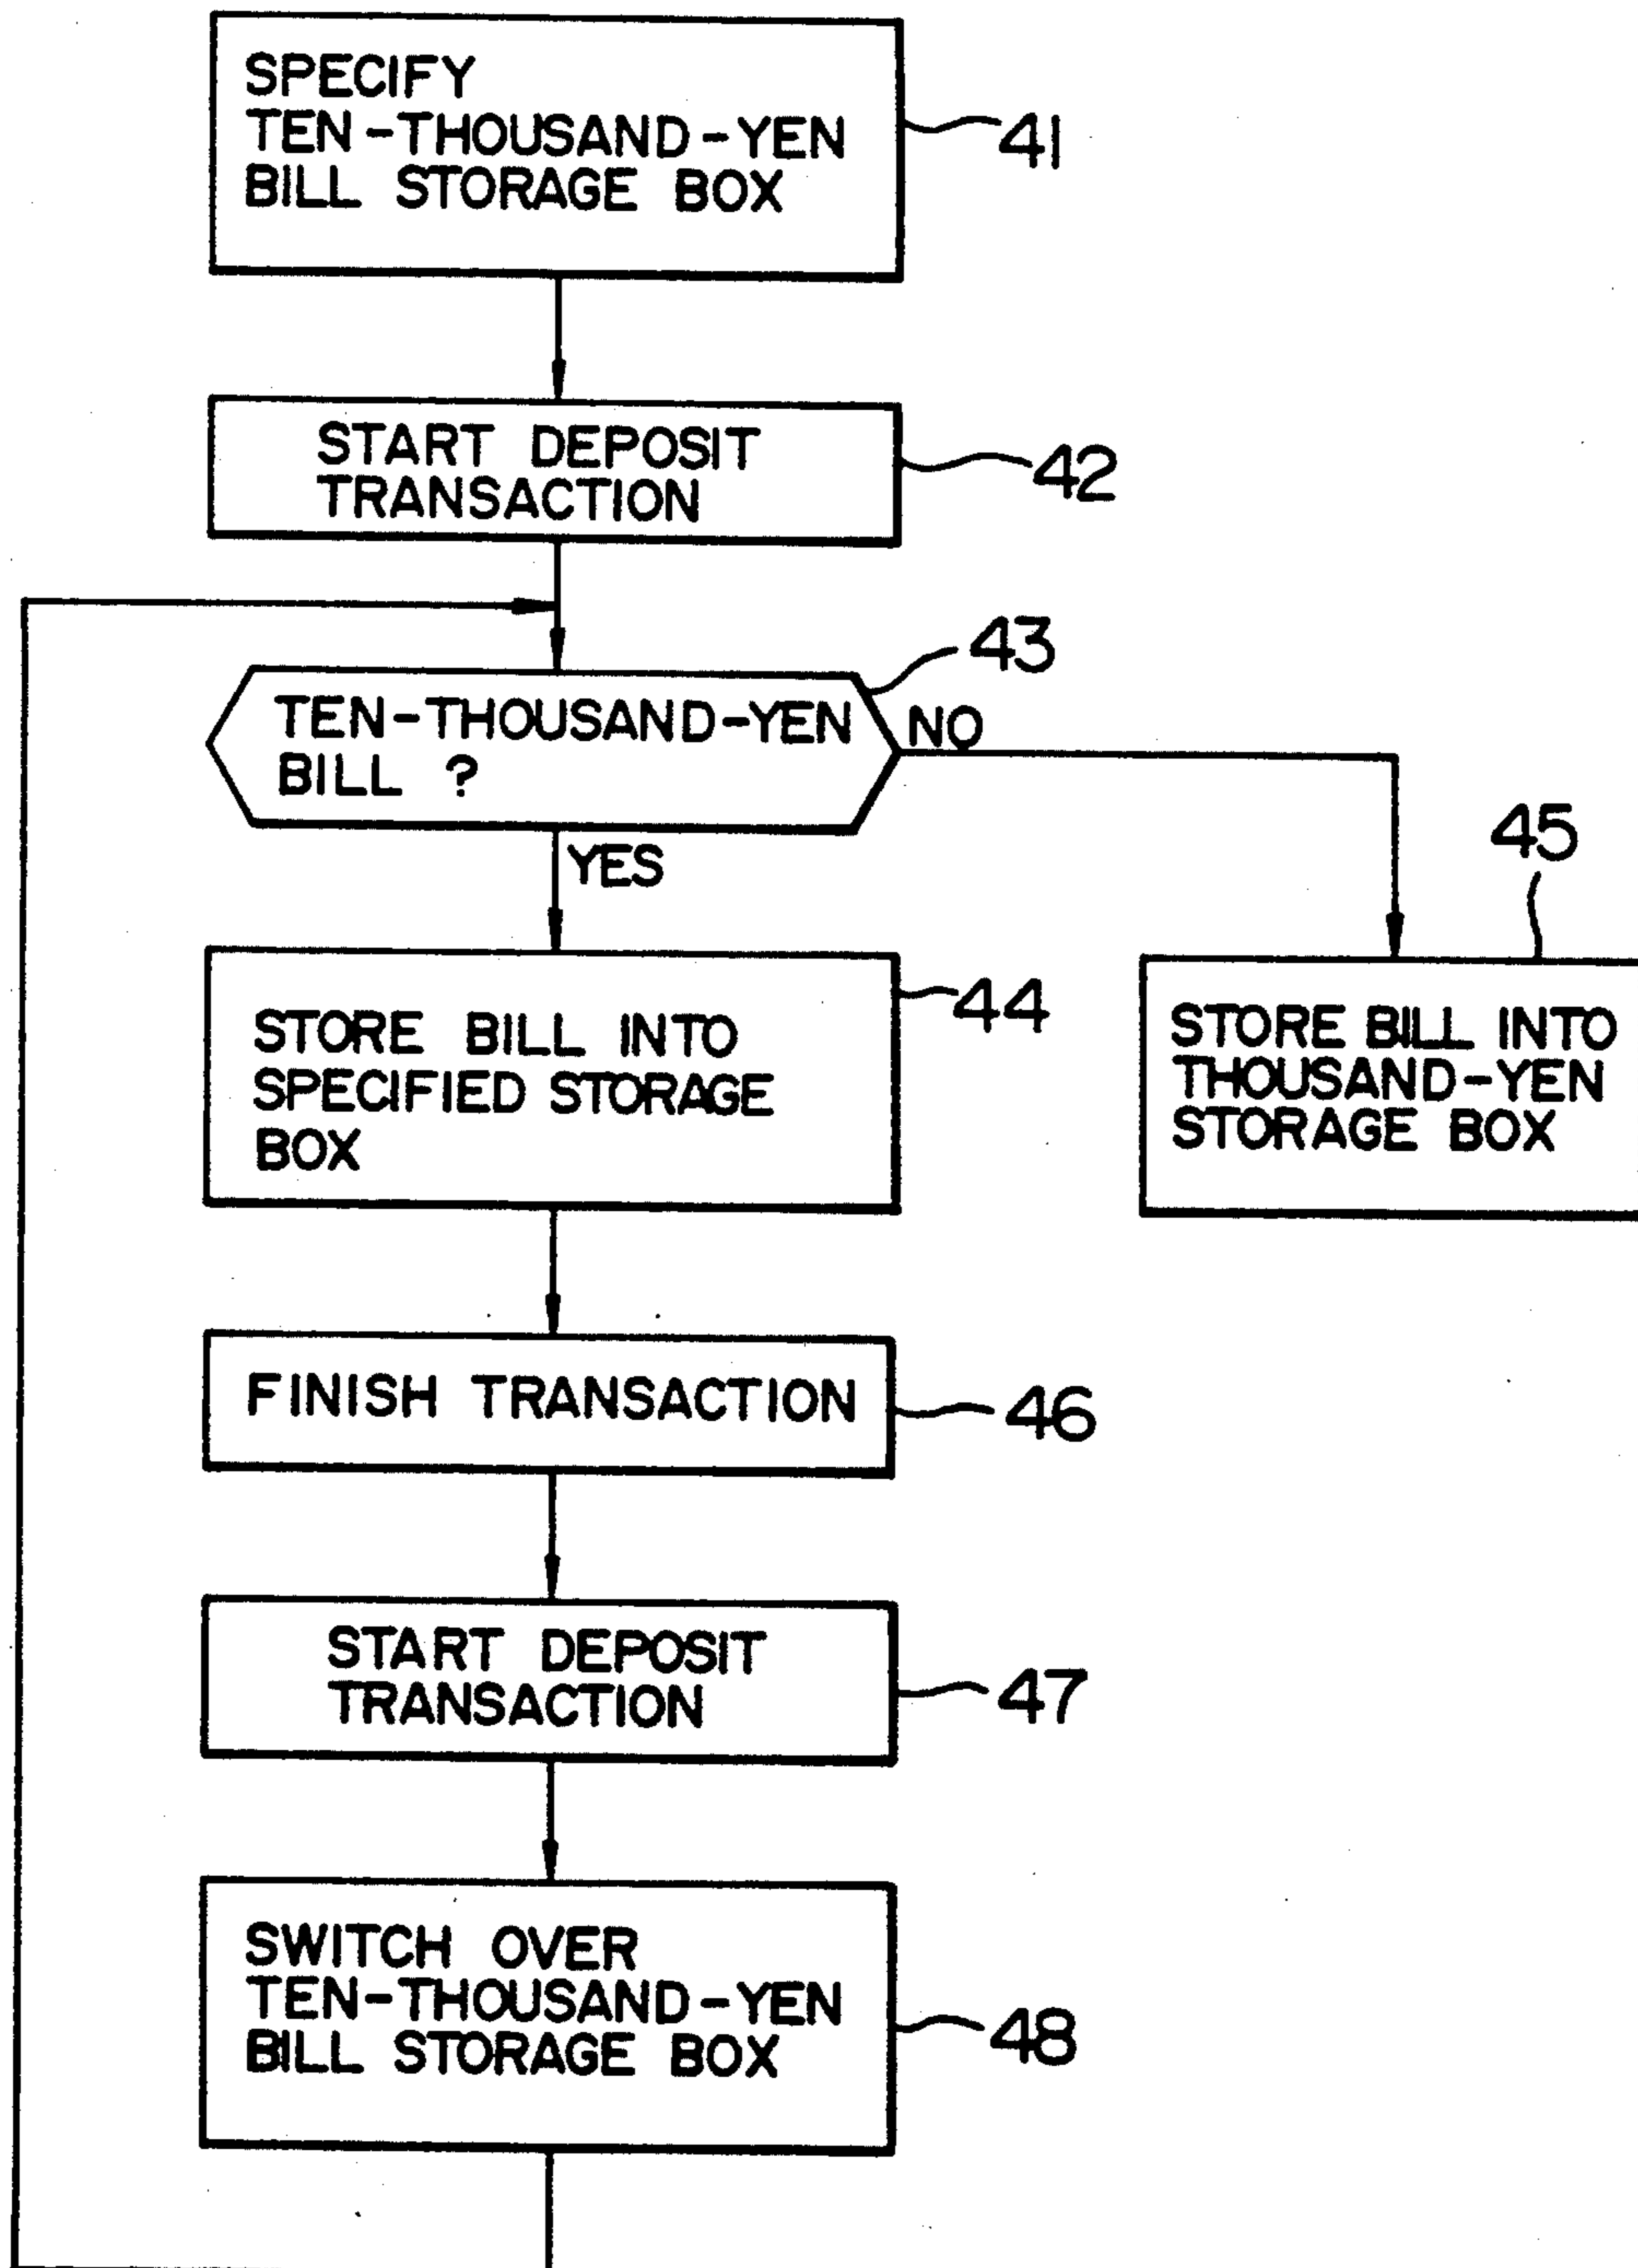 SPECIFY
TEN-THOUSAND-YEN
BILL STORAGE BOX
41
START DEPOSIT
TRANSACTION
42
43
TEN-THOUSAND-YEN
BILL ?
NO
YES
45
44
STORE BILL INTO
SPECIFIED STORAGE
BOX
STORE BILL INTO
THOUSAND-YEN
STORAGE BOX
FINISH TRANSACTION
46
START DEPOSIT
TRANSACTION
47
SWITCH OVER
TEN-THOUSAND-YEN
BILL STORAGE BOX
48